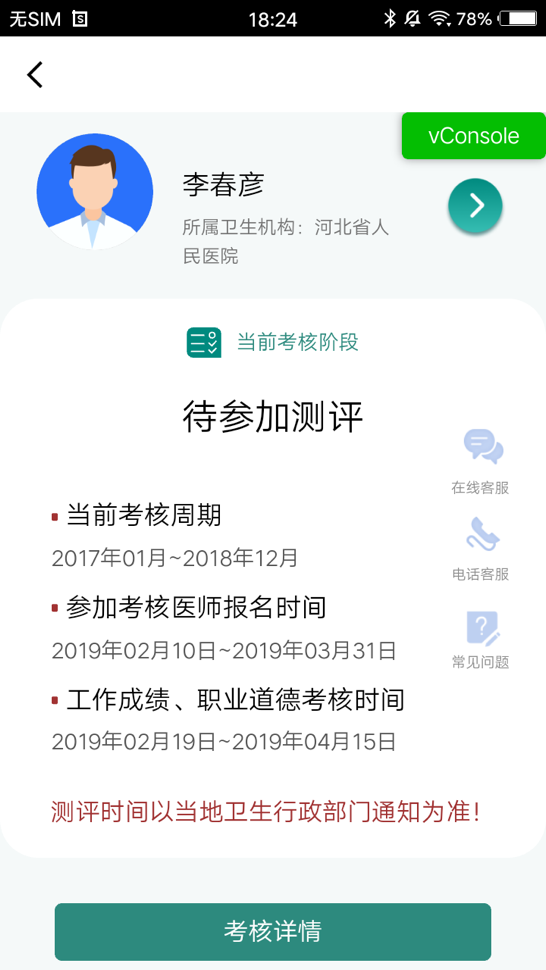 无SIM 18:24 78%
vConsole
李春彦
所属卫生机构：河北省人
民医院
当前考核阶段
待参加测评
在线客服
当前考核周期
2017年01月~2018年12月
电话客服
参加考核医师报名时间
2019年02月10日~2019年03月31日
常见问题
工作成绩、职业道德考核时间
2019年02月19日~2019年04月15日
测评时间以当地卫生行政部门通知为准！
考核详情